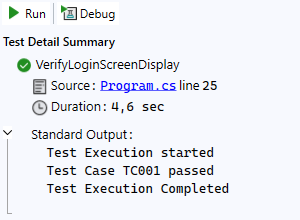 Run Debug
Test Detail Summary
VerifyLoginScreenDisplay
Source: Program.cs line 25
Duration: 4,6 sec
Standard Output:
Test Execution started
Test Case TC001 passed
Test Execution Completed